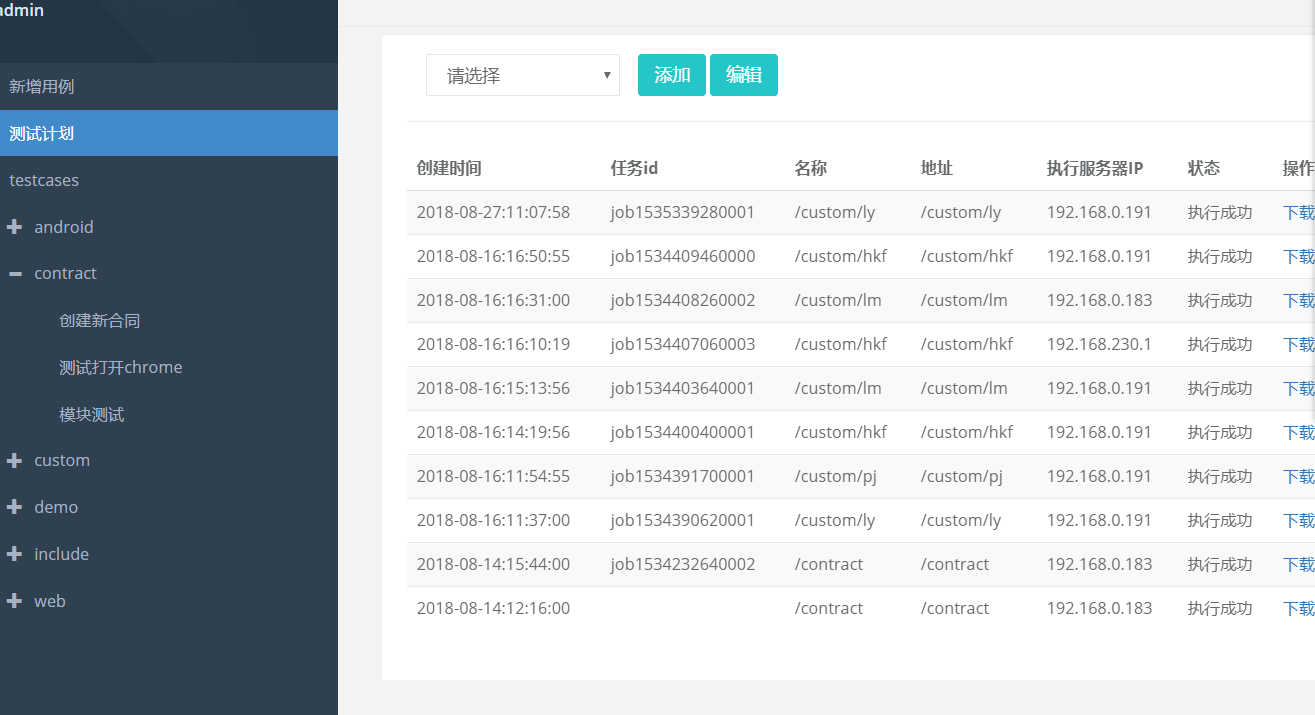 admin
新增用例
测试计划
testcases
android
contract
创建新合同
测试打开chrome
模块测试
custom
demo
include
web
请选择 添加 编辑
创建时间 任务id 名称 地址 执行服务器IP 状态 操作
2018-08-27:11:07:58 job1535339280001 /custom/ly /custom/ly 192.168.0.191 执行成功 下载
2018-08-16:16:50:55 job1534409460000 /custom/hkf /custom/hkf 192.168.0.191 执行成功 下载
2018-08-16:16:31:00 job1534408260002 /custom/lm /custom/lm 192.168.0.183 执行成功 下载
2018-08-16:16:10:19 job1534407060003 /custom/hkf /custom/hkf 192.168.230.1 执行成功 下载
2018-08-16:15:13:56 job1534403640001 /custom/lm /custom/lm 192.168.0.191 执行成功 下载
2018-08-16:14:19:56 job1534400400001 /custom/hkf /custom/hkf 192.168.0.191 执行成功 下载
2018-08-16:11:54:55 job1534391700001 /custom/pj /custom/pj 192.168.0.191 执行成功 下载
2018-08-16:11:37:00 job1534390620001 /custom/ly /custom/ly 192.168.0.191 执行成功 下载
2018-08-14:15:44:00 job1534232640002 /contract /contract 192.168.0.183 执行成功 下载
2018-08-14:12:16:00 /contract /contract 192.168.0.183 执行成功 下载